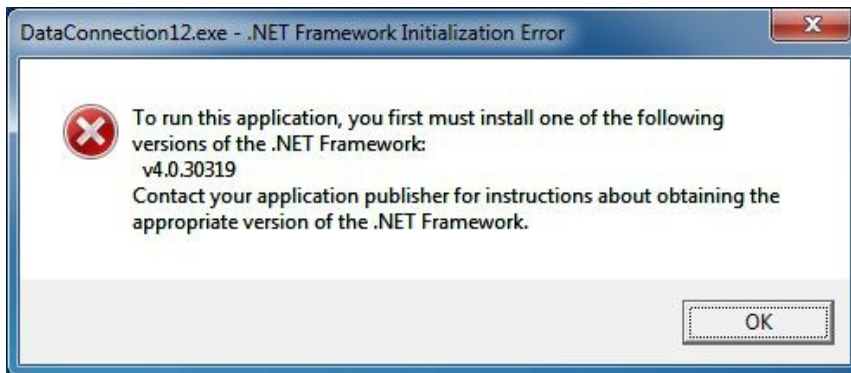 DataConnection12.exe - .NET Framework Initialization Error
To run this application, you first must install one of the following
versions of the .NET Framework:
v4.0.30319
Contact your application publisher for instructions about obtaining the
appropriate version of the .NET Framework.
OK